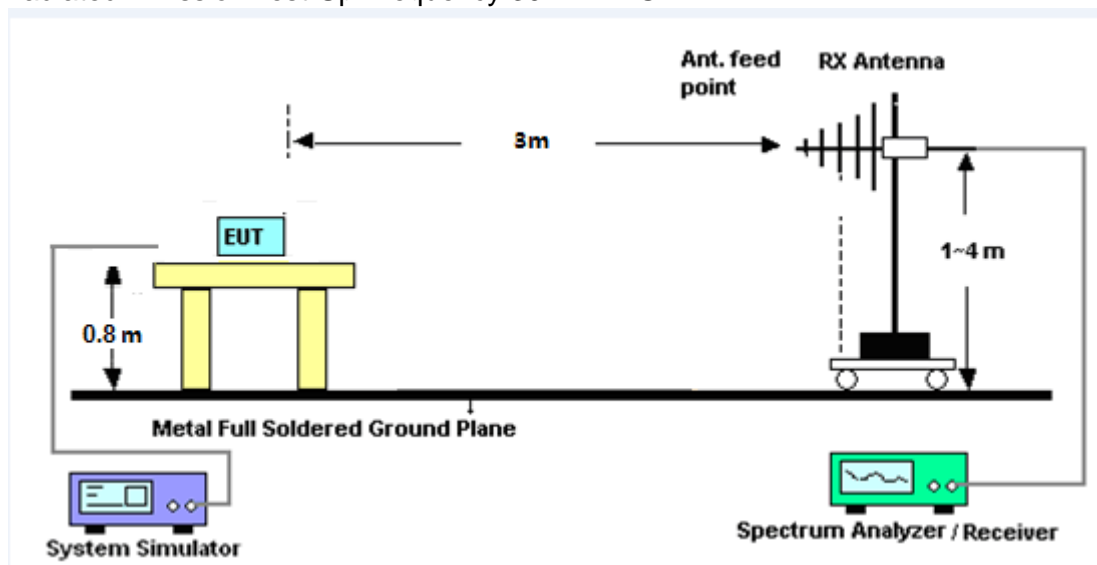 Ant. feed
point
RX Antenna
3m
EUT
1~4 m
0.8 m
Metal Full Soldered Ground Plane
System Simulator
Spectrum Analyzer / Receiver